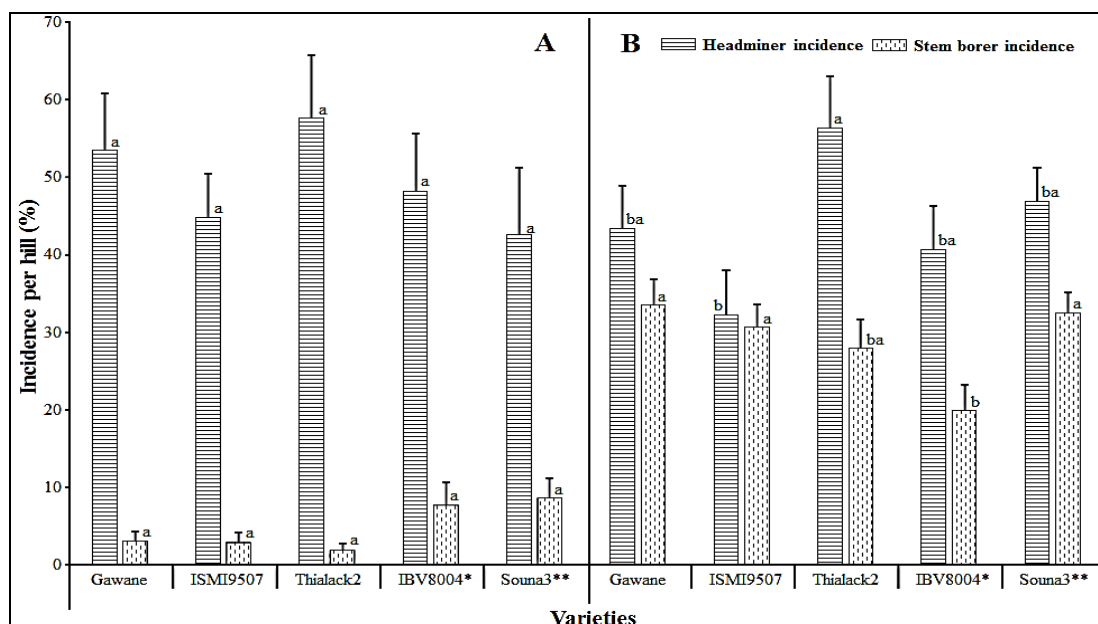 70
60
50
40
30
20
10
0
Incidence per hill (%)
A
B
Headminer incidence
Stem borer incidence
a a a a a a a a a a
ba a b a a ba ba b ba a
Gawane ISMI9507 Thialack2 IBV8004* Souna3** Gawane ISMI9507 Thialack2 IBV8004* Souna3**
Varieties